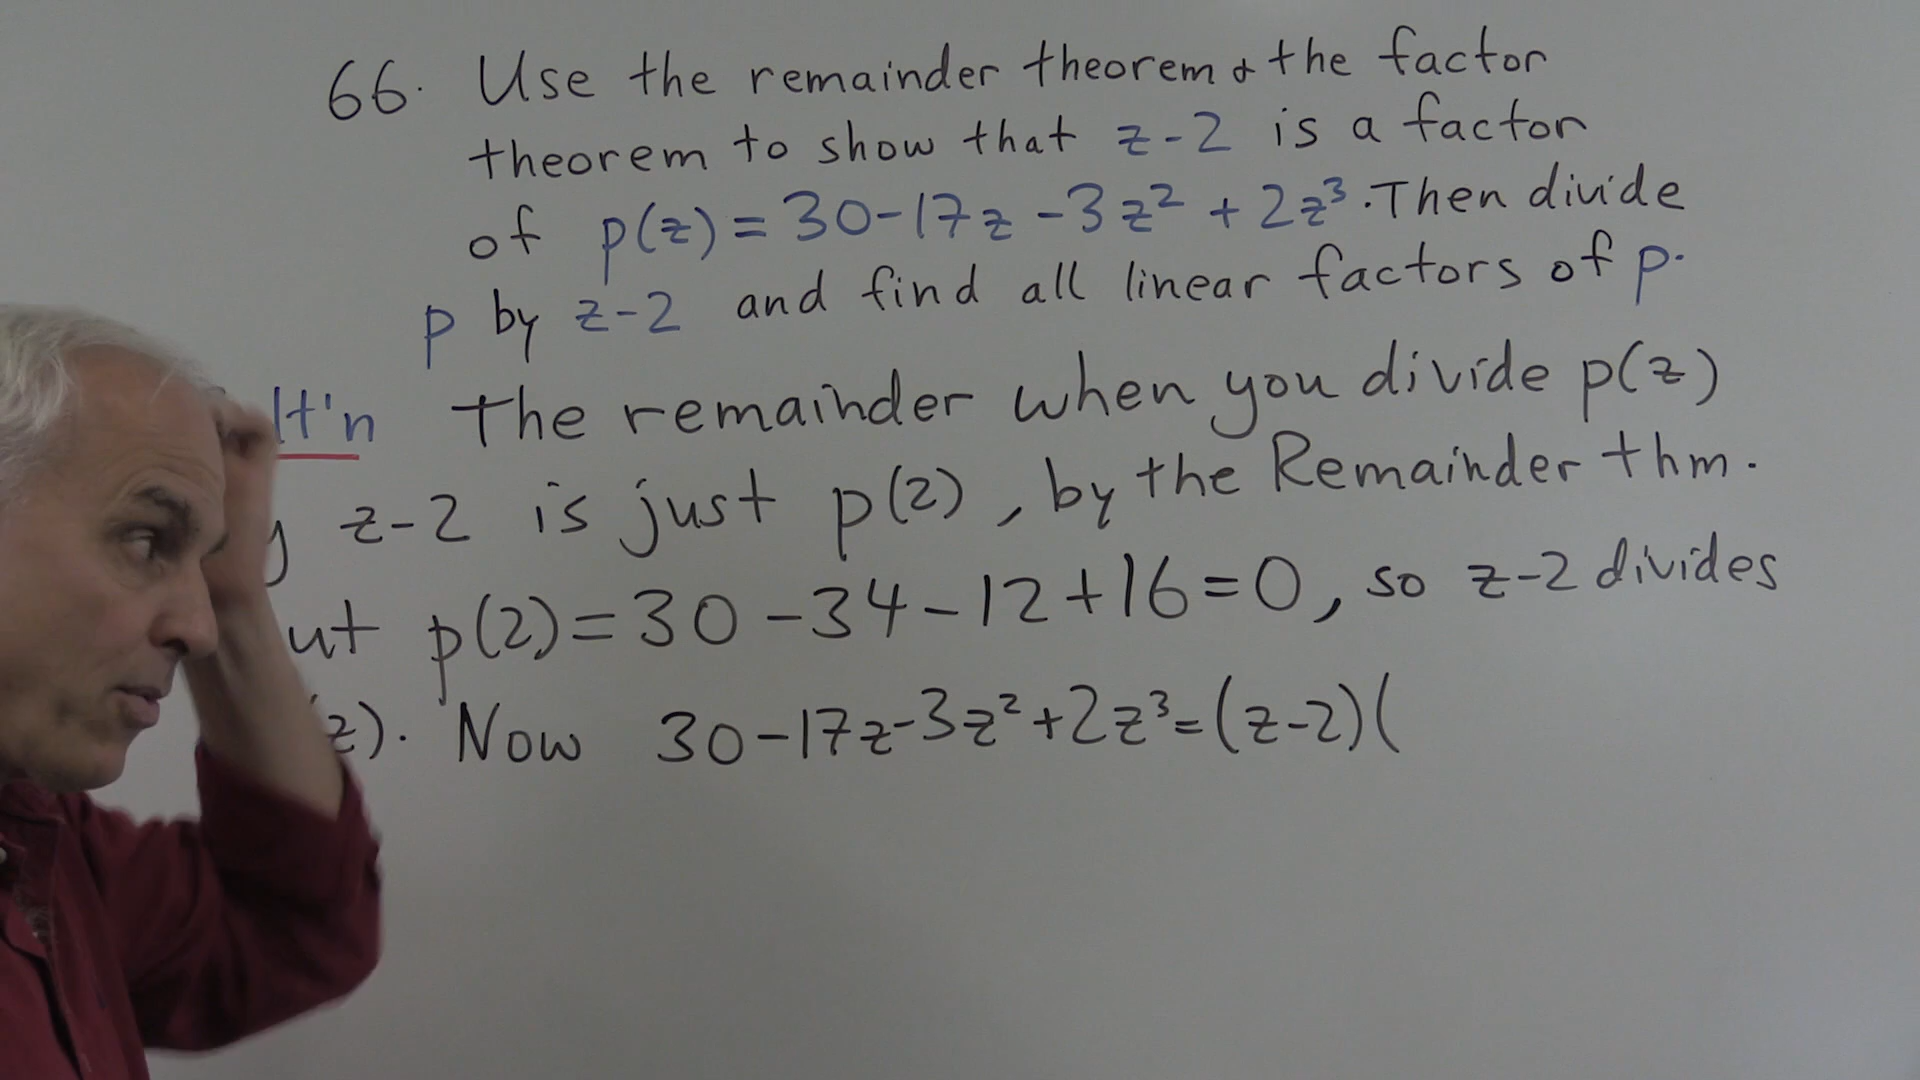 66. Use the remainder theorem & the factor
theorem to show that z-2 is a factor
of p(z) = 30-17z-3z²+2z³. Then divide
p by z-2 and find all linear factors of p.
lt'n The remainder when you divide p(z)
y z-2 is just p(2), by the Remainder thm.
ut p(2)=30-34-12+16=0, so z-2 divides
z). Now 30-17z-3z²+2z³=(z-2)(